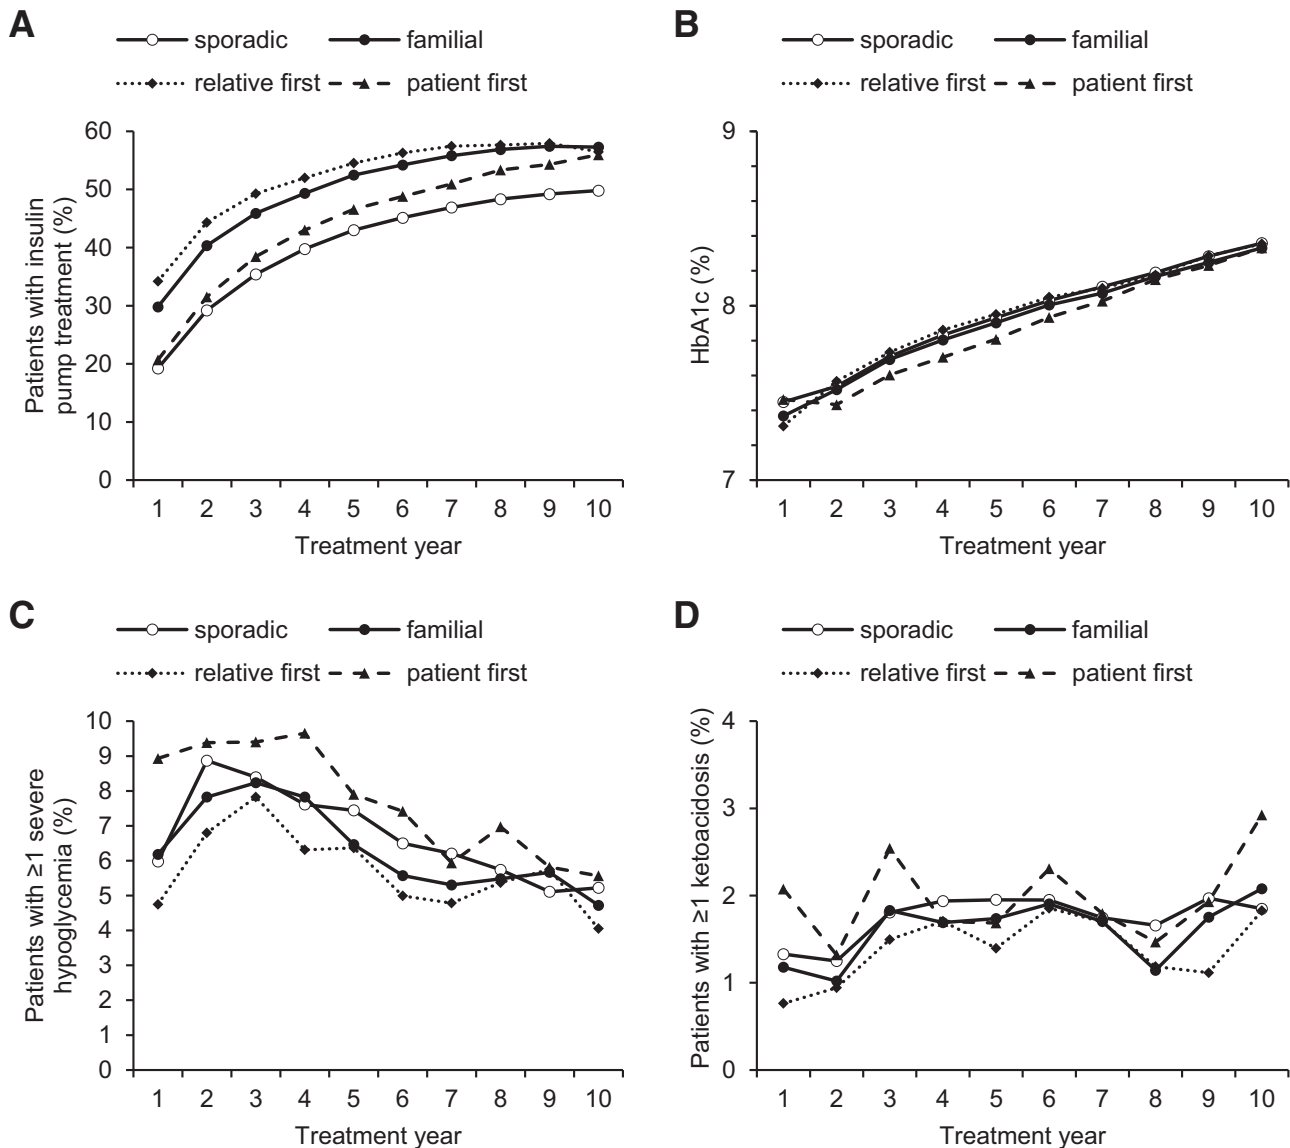 A
sporadic familial
relative first patient first
Patients with insulin
pump treatment (%)
60
50
40
30
20
10
0
1 2 3 4 5 6 7 8 9 10
Treatment year
B
sporadic familial
relative first patient first
HbA1c (%)
9
8
7
1 2 3 4 5 6 7 8 9 10
Treatment year
C
sporadic familial
relative first patient first
Patients with ≥1 severe
hypoglycemia (%)
10
9
8
7
6
5
4
3
2
1
0
1 2 3 4 5 6 7 8 9 10
Treatment year
D
sporadic familial
relative first patient first
Patients with ≥1 ketoacidosis (%)
4
3
2
1
0
1 2 3 4 5 6 7 8 9 10
Treatment year